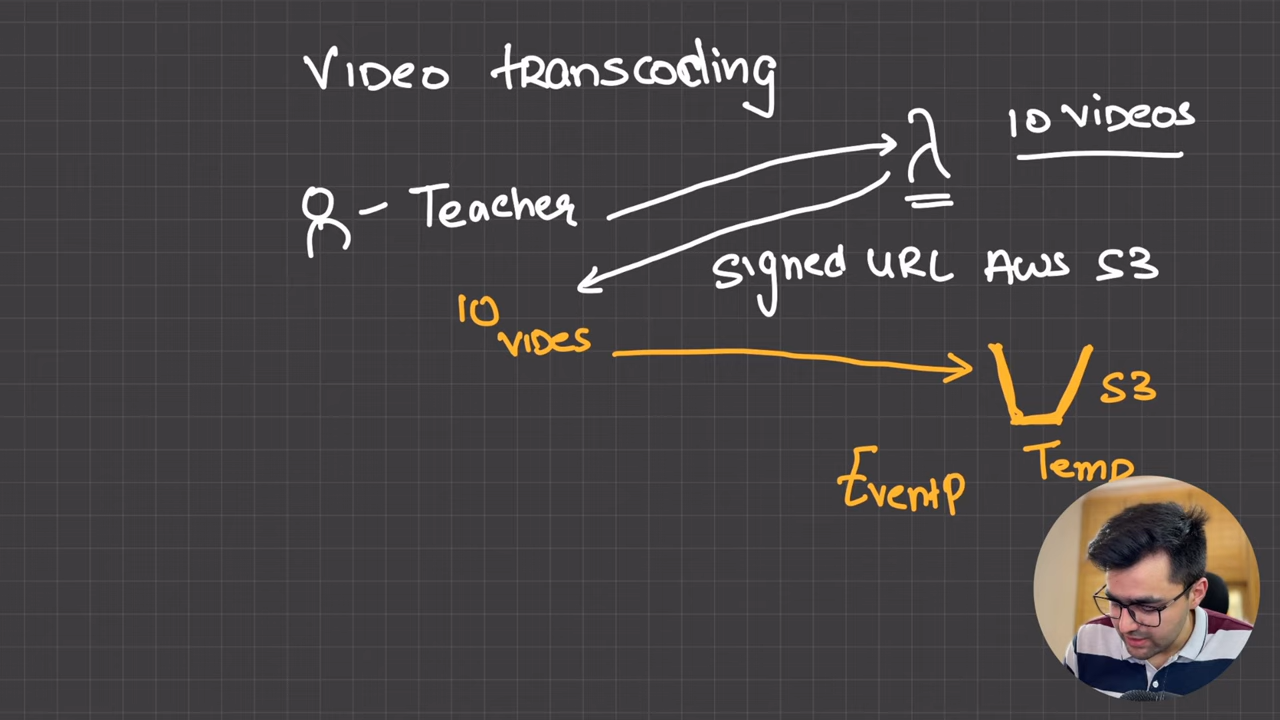 Video transcoding
10 videos
λ
- Teacher
Signed URL AWS S3
10
vides
S3
Temp
EventP